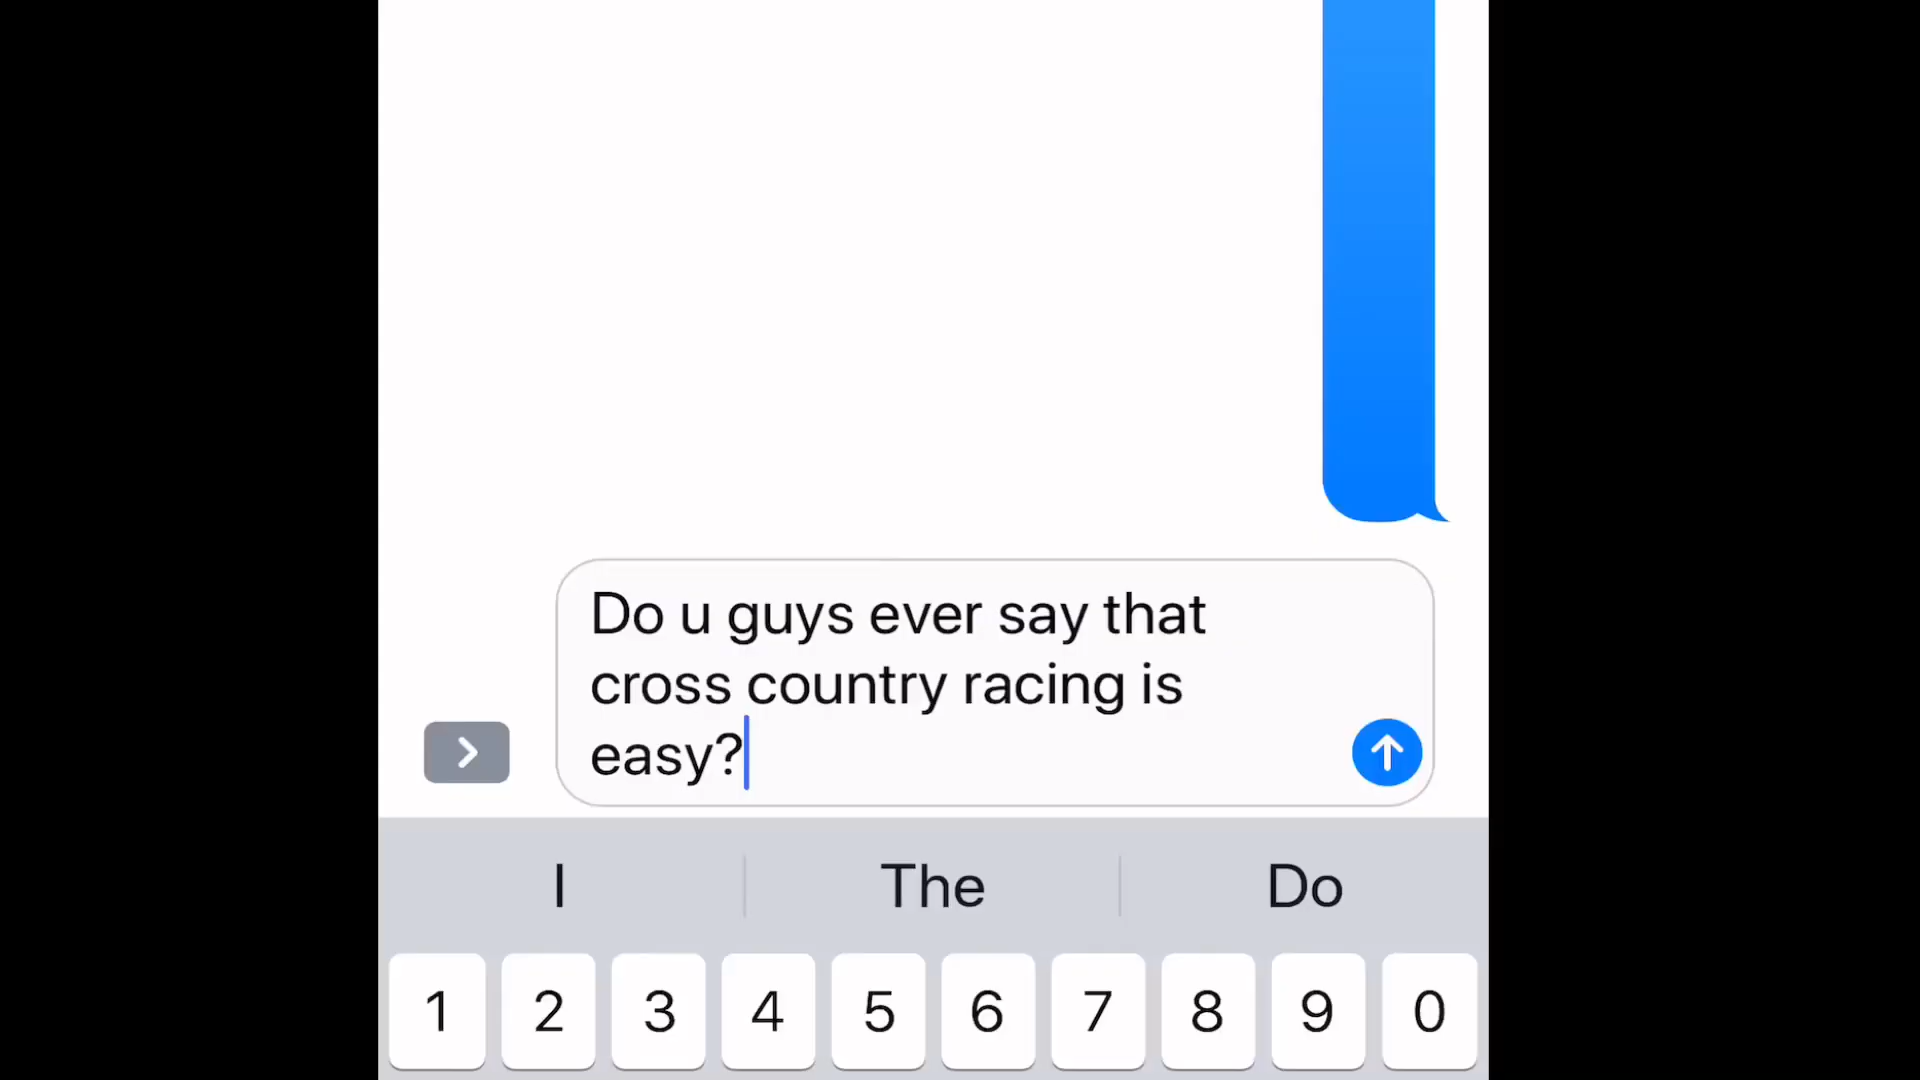 Do u guys ever say that
cross country racing is
easy?
I The Do
1 2 3 4 5 6 7 8 9 0